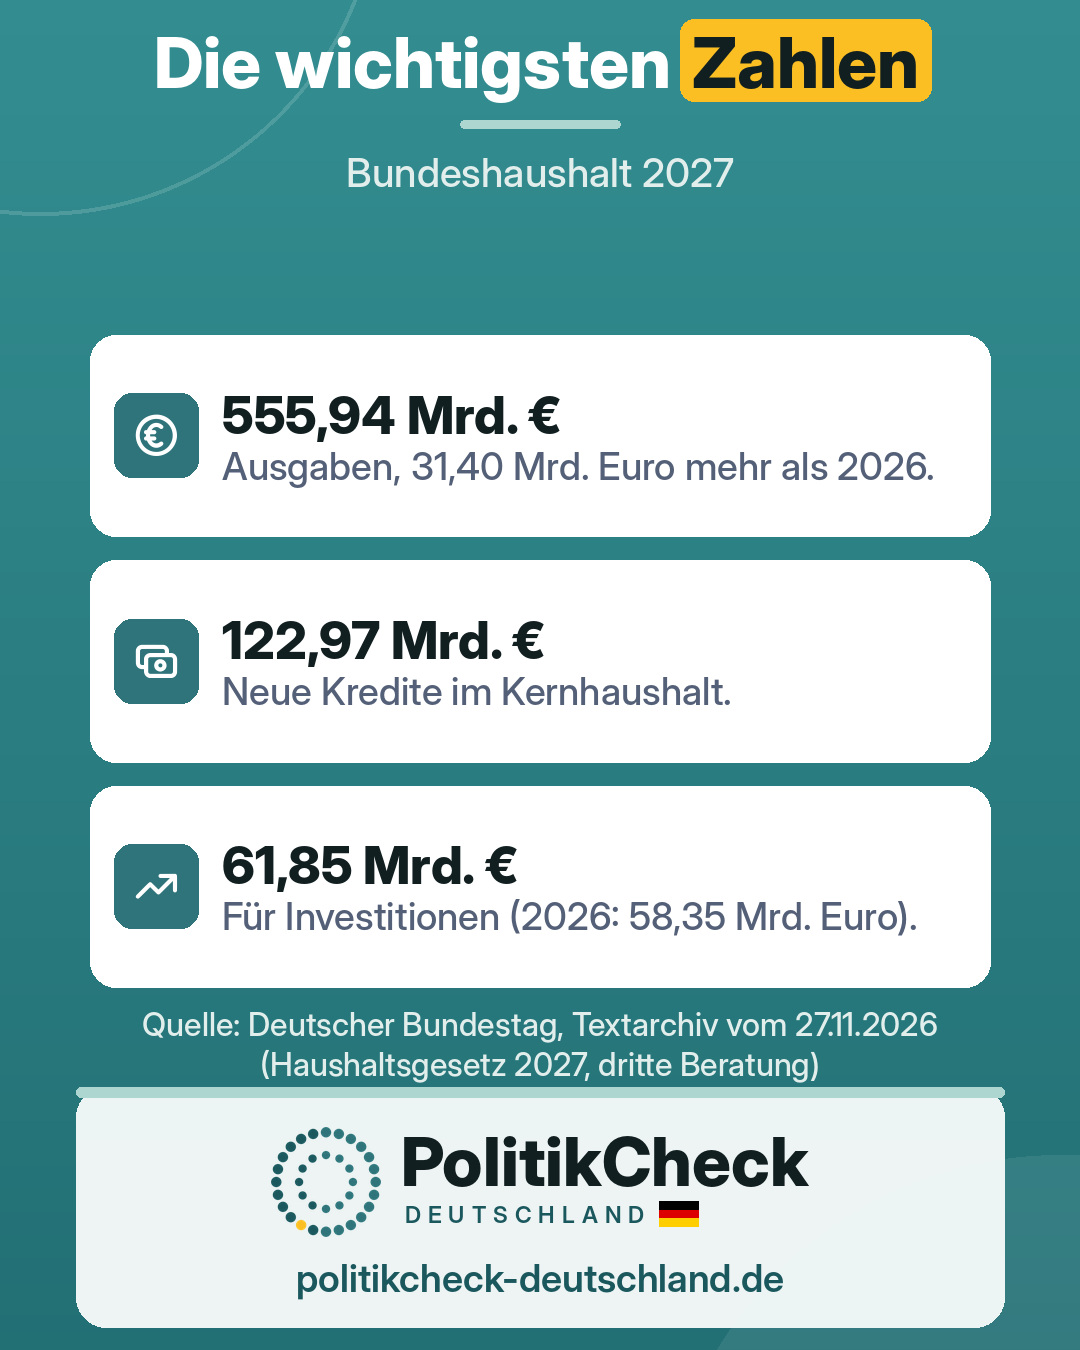 Die wichtigsten Zahlen
Bundeshaushalt 2027
555,94 Mrd. €
Ausgaben, 31,40 Mrd. Euro mehr als 2026.
122,97 Mrd. €
Neue Kredite im Kernhaushalt.
61,85 Mrd. €
Für Investitionen (2026: 58,35 Mrd. Euro).
Quelle: Deutscher Bundestag, Textarchiv vom 27.11.2026
(Haushaltsgesetz 2027, dritte Beratung)
PolitikCheck
DEUTSCHLAND
politikcheck-deutschland.de